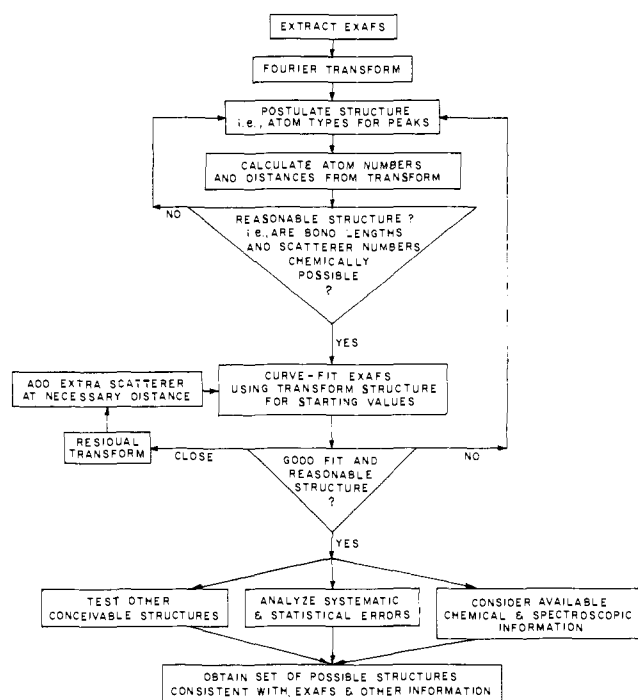 EXTRACT EXAFS
FOURIER TRANSFORM
POSTULATE STRUCTURE
i.e., ATOM TYPES FOR PEAKS
CALCULATE ATOM NUMBERS
AND DISTANCES FROM TRANSFORM
NO
REASONABLE STRUCTURE ?
i.e., ARE BOND LENGTHS
AND SCATTERER NUMBERS
CHEMICALLY
POSSIBLE
?
YES
ADD EXTRA SCATTERER
AT NECESSARY DISTANCE
CURVE-FIT EXAFS
USING TRANSFORM STRUCTURE
FOR STARTING VALUES
RESIDUAL
TRANSFORM
CLOSE
GOOD FIT AND
REASONABLE
STRUCTURE
?
NO
YES
TEST OTHER
CONCEIVABLE STRUCTURES
ANALYZE SYSTEMATIC
& STATISTICAL ERRORS
CONSIDER AVAILABLE
CHEMICAL & SPECTROSCOPIC
INFORMATION
OBTAIN SET OF POSSIBLE STRUCTURES
CONSISTENT WITH EXAFS & OTHER INFORMATION